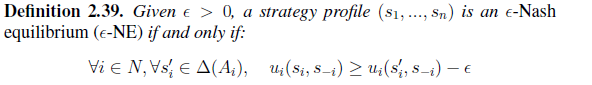 Definition 2.39. Given ϵ > 0, a strategy profile (s₁, ..., sₙ) is an ϵ-Nash
equilibrium (ϵ-NE) if and only if:
∀i ∈ N, ∀s′ᵢ ∈ Δ(Aᵢ), uᵢ(sᵢ, s₋ᵢ) ≥ uᵢ(s′ᵢ, s₋ᵢ) − ϵ